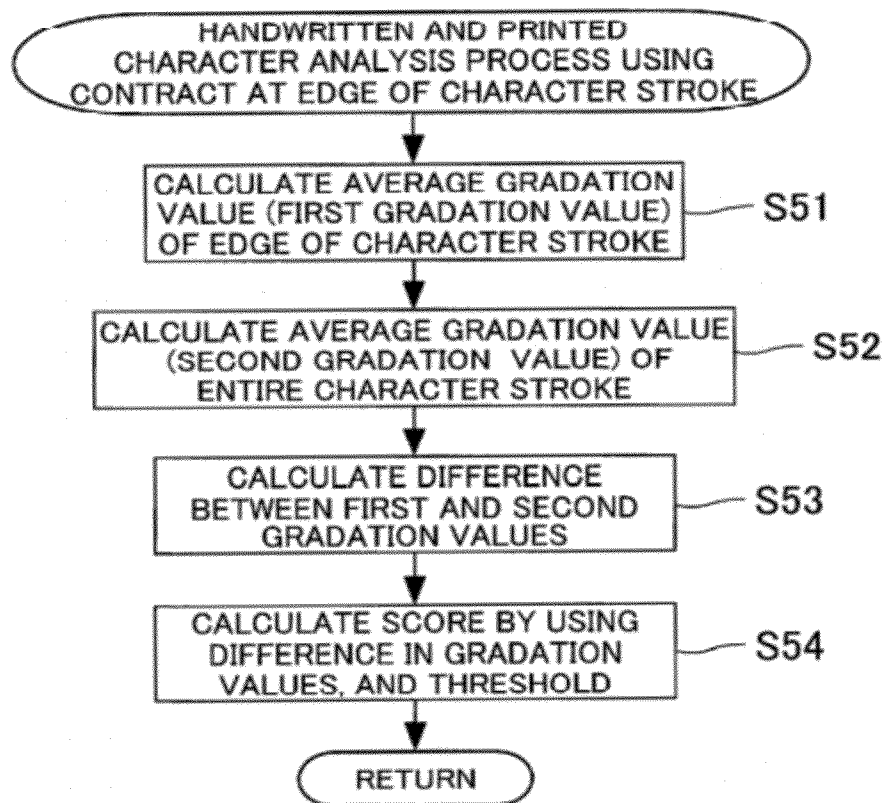 HANDWRITTEN AND PRINTED
CHARACTER ANALYSIS PROCESS USING
CONTRACT AT EDGE OF CHARACTER STROKE
CALCULATE AVERAGE GRADATION
VALUE (FIRST GRADATION VALUE)
OF EDGE OF CHARACTER STROKE
S51
CALCULATE AVERAGE GRADATION VALUE
(SECOND GRADATION VALUE) OF
ENTIRE CHARACTER STROKE
S52
CALCULATE DIFFERENCE
BETWEEN FIRST AND SECOND
GRADATION VALUES
S53
CALCULATE SCORE BY USING
DIFFERENCE IN GRADATION
VALUES, AND THRESHOLD
S54
RETURN